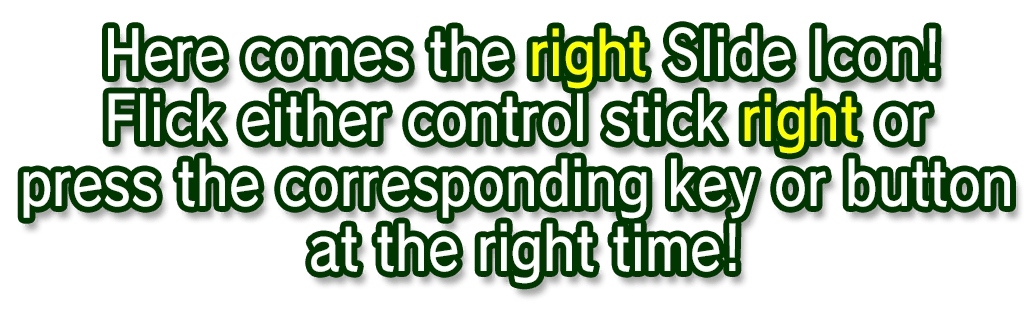 Here comes the right Slide Icon!
Flick either control stick right or
press the corresponding key or button
at the right time!